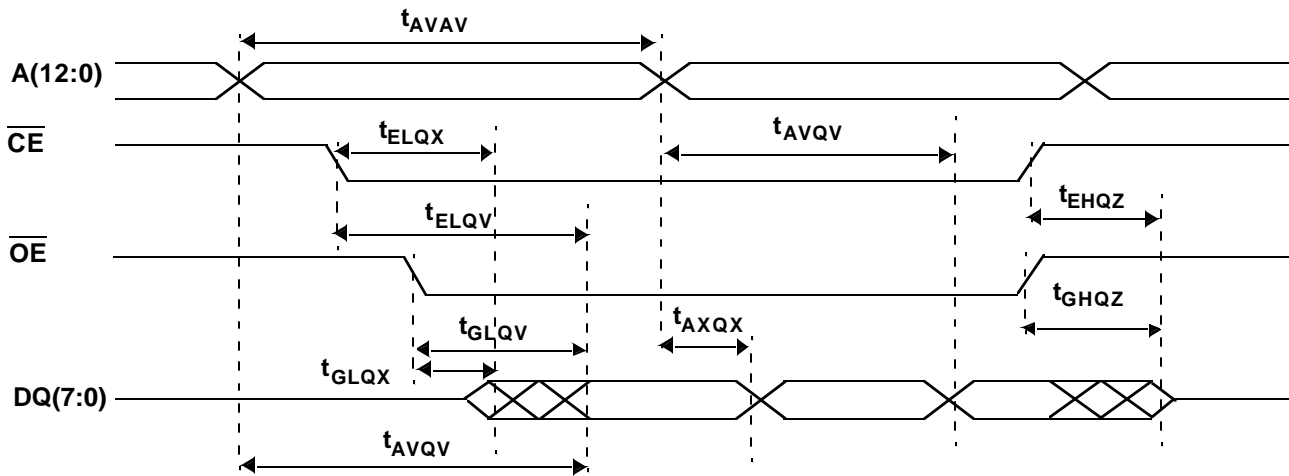 tAVAV
A(12:0)
CE
tELQX
tAVQV
tELQV
tEHQZ
OE
tGLQV
tAXQX
tGHQZ
tGLQX
DQ(7:0)
tAVQV